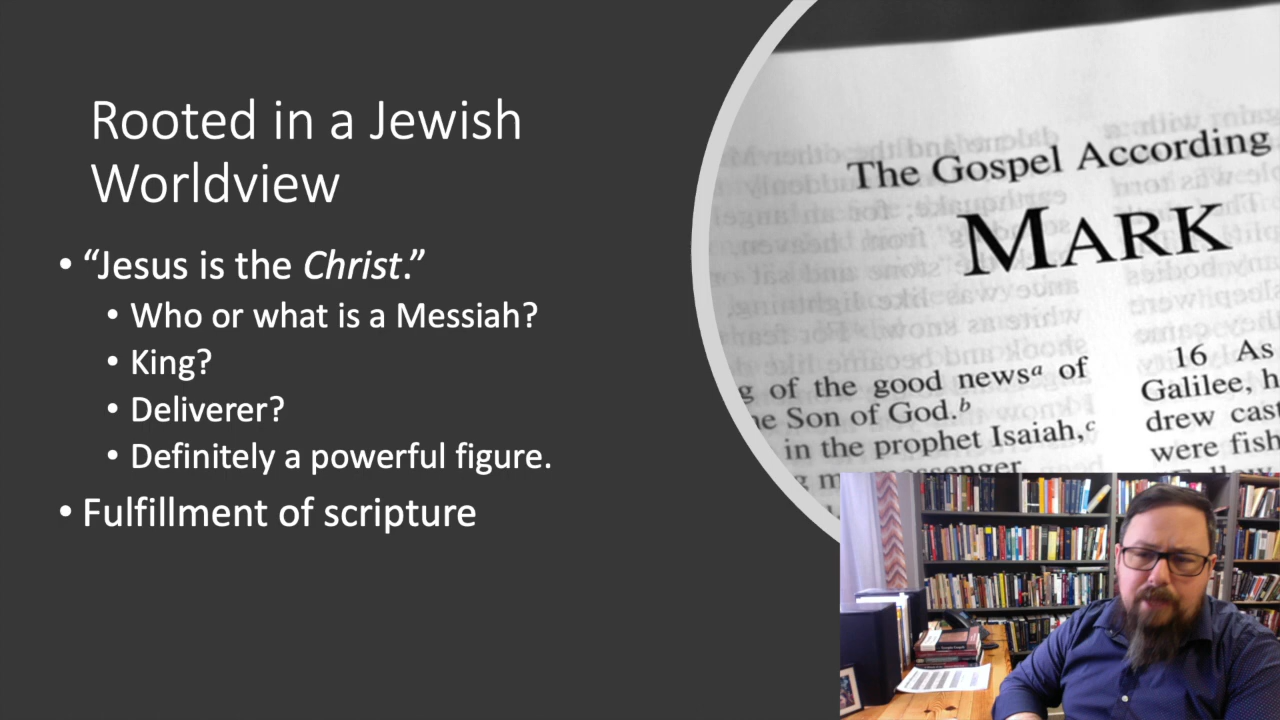 Rooted in a Jewish
Worldview
• “Jesus is the Christ.”
• Who or what is a Messiah?
• King?
• Deliverer?
• Definitely a powerful figure.
• Fulfillment of scripture
The Gospel According
MARK
g of the good newsᵃ of
Son of God.ᵇ
in the prophet Isaiah,ᶜ
16 As
Galilee, h
drew cast
were fish